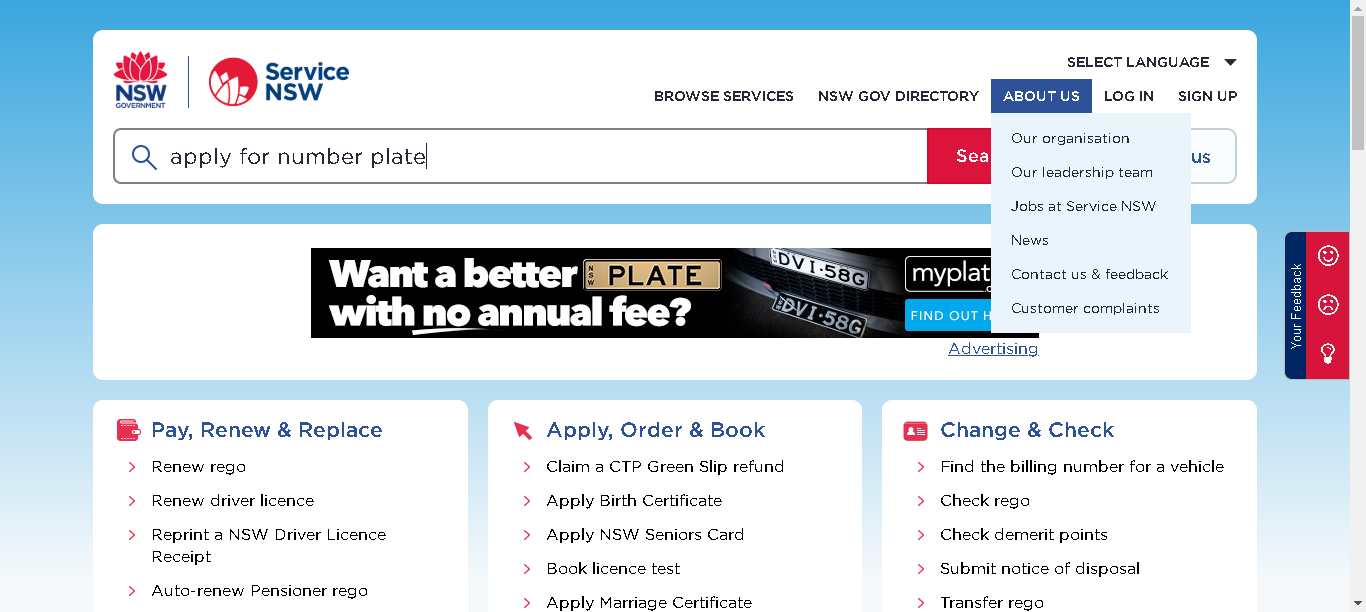 SELECT LANGUAGE
NSW
GOVERNMENT
Service
NSW
BROWSE SERVICES
NSW GOV DIRECTORY
ABOUT US
LOG IN
SIGN UP
Our organisation
Our leadership team
Jobs at Service NSW
News
Contact us & feedback
Customer complaints
apply for number plate
Sea
us
Want a better
NSW PLATE
with no annual fee?
DVI·58G
DVI·58G
myplat
FIND OUT H
Advertising
Your Feedback
Pay, Renew & Replace
Renew rego
Renew driver licence
Reprint a NSW Driver Licence
Receipt
Auto-renew Pensioner rego
Apply, Order & Book
Claim a CTP Green Slip refund
Apply Birth Certificate
Apply NSW Seniors Card
Book licence test
Apply Marriage Certificate
Change & Check
Find the billing number for a vehicle
Check rego
Check demerit points
Submit notice of disposal
Transfer rego